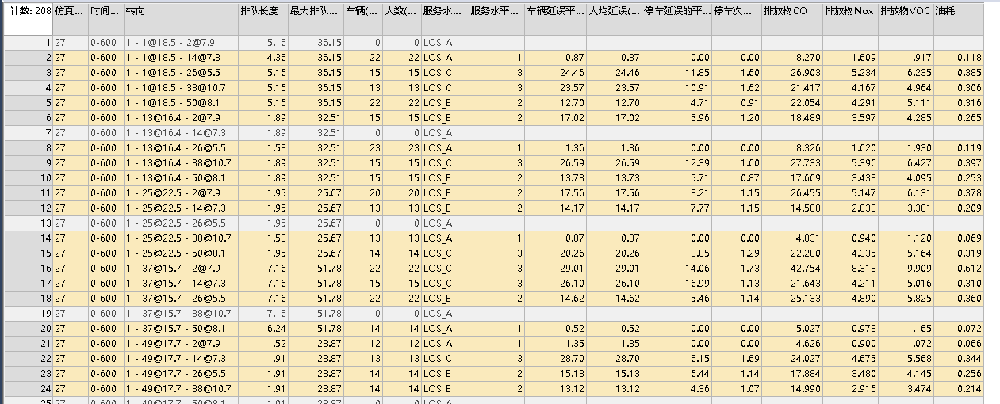 计数: 208 仿真... 时间... 转向 排队长度 最大排队... 车辆(... 人数(... 服务水... 服务水平... 车辆延误平... 人均延误(... 停车延误的平... 停车次... 排放物CO 排放物Nox 排放物VOC 油耗
1 27 0-600 1 - 1@18.5 - 2@7.9 5.16 36.15 0 0 LOS_A
2 27 0-600 1 - 1@18.5 - 14@7.3 4.36 36.15 22 22 LOS_A 1 0.87 0.87 0.00 0.00 8.270 1.609 1.917 0.118
3 27 0-600 1 - 1@18.5 - 26@5.5 5.16 36.15 15 15 LOS_C 3 24.46 24.46 11.85 1.60 26.903 5.234 6.235 0.385
4 27 0-600 1 - 1@18.5 - 38@10.7 5.16 36.15 13 13 LOS_C 3 23.57 23.57 10.91 1.62 21.417 4.167 4.964 0.306
5 27 0-600 1 - 1@18.5 - 50@8.1 5.16 36.15 22 22 LOS_B 2 12.70 12.70 4.71 0.91 22.054 4.291 5.111 0.316
6 27 0-600 1 - 13@16.4 - 2@7.9 1.89 32.51 15 15 LOS_B 2 17.02 17.02 5.96 1.20 18.489 3.597 4.285 0.265
7 27 0-600 1 - 13@16.4 - 14@7.3 1.89 32.51 0 0 LOS_A
8 27 0-600 1 - 13@16.4 - 26@5.5 1.53 32.51 23 23 LOS_A 1 1.36 1.36 0.00 0.00 8.326 1.620 1.930 0.119
9 27 0-600 1 - 13@16.4 - 38@10.7 1.89 32.51 15 15 LOS_C 3 26.59 26.59 12.39 1.60 27.733 5.396 6.427 0.397
10 27 0-600 1 - 13@16.4 - 50@8.1 1.89 32.51 15 15 LOS_B 2 13.73 13.73 5.71 0.87 17.669 3.438 4.095 0.253
11 27 0-600 1 - 25@22.5 - 2@7.9 1.95 25.67 20 20 LOS_B 2 17.56 17.56 8.21 1.15 26.455 5.147 6.131 0.378
12 27 0-600 1 - 25@22.5 - 14@7.3 1.95 25.67 13 13 LOS_B 2 14.17 14.17 7.77 1.15 14.588 2.838 3.381 0.209
13 27 0-600 1 - 25@22.5 - 26@5.5 1.95 25.67 0 0 LOS_A
14 27 0-600 1 - 25@22.5 - 38@10.7 1.58 25.67 13 13 LOS_A 1 0.87 0.87 0.00 0.00 4.831 0.940 1.120 0.069
15 27 0-600 1 - 25@22.5 - 50@8.1 1.95 25.67 14 14 LOS_C 3 20.26 20.26 8.85 1.29 22.280 4.335 5.164 0.319
16 27 0-600 1 - 37@15.7 - 2@7.9 7.16 51.78 22 22 LOS_C 3 29.01 29.01 14.06 1.73 42.754 8.318 9.909 0.612
17 27 0-600 1 - 37@15.7 - 14@7.3 7.16 51.78 15 15 LOS_C 3 26.10 26.10 16.99 1.13 21.643 4.211 5.016 0.310
18 27 0-600 1 - 37@15.7 - 26@5.5 7.16 51.78 22 22 LOS_B 2 14.62 14.62 5.46 1.14 25.133 4.890 5.825 0.360
19 27 0-600 1 - 37@15.7 - 38@10.7 7.16 51.78 0 0 LOS_A
20 27 0-600 1 - 37@15.7 - 50@8.1 6.24 51.78 14 14 LOS_A 1 0.52 0.52 0.00 0.00 5.027 0.978 1.165 0.072
21 27 0-600 1 - 49@17.7 - 2@7.9 1.52 28.87 12 12 LOS_A 1 1.35 1.35 0.00 0.00 4.626 0.900 1.072 0.066
22 27 0-600 1 - 49@17.7 - 14@7.3 1.91 28.87 13 13 LOS_C 3 28.70 28.70 16.15 1.69 24.027 4.675 5.568 0.344
23 27 0-600 1 - 49@17.7 - 26@5.5 1.91 28.87 14 14 LOS_B 2 15.13 15.13 6.44 1.14 17.884 3.480 4.145 0.256
24 27 0-600 1 - 49@17.7 - 38@10.7 1.91 28.87 14 14 LOS_B 2 13.12 13.12 4.36 1.07 14.990 2.916 3.474 0.214
25 27 0-600 1 - 49@17.7 - 50@8.1 1.91 28.87 0 0 LOS_A